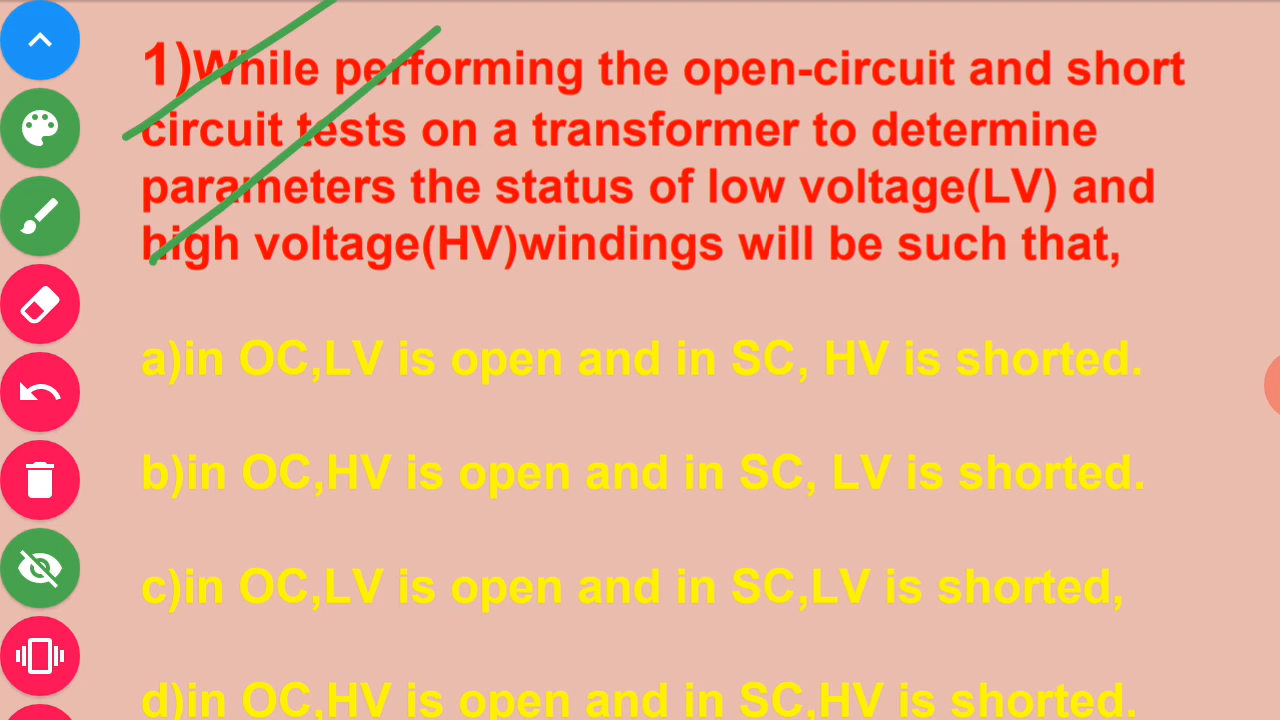 1)While performing the open-circuit and short
circuit tests on a transformer to determine
parameters the status of low voltage(LV) and
high voltage(HV)windings will be such that,
a)in OC,LV is open and in SC, HV is shorted.
b)in OC,HV is open and in SC, LV is shorted.
c)in OC,LV is open and in SC,LV is shorted,
d)in OC,HV is open and in SC,HV is shorted.